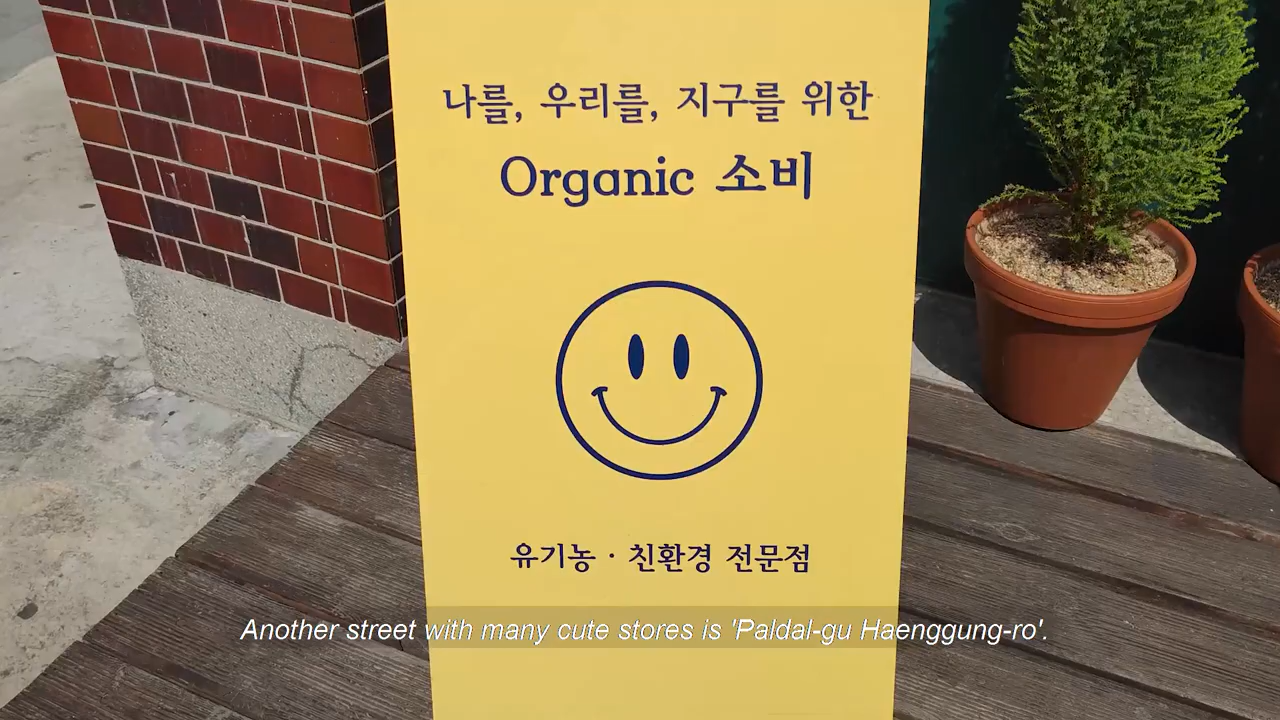 나를, 우리를, 지구를 위한
Organic 소비
유기농 · 친환경 전문점
Another street with many cute stores is 'Paldal-gu Haenggung-ro'.